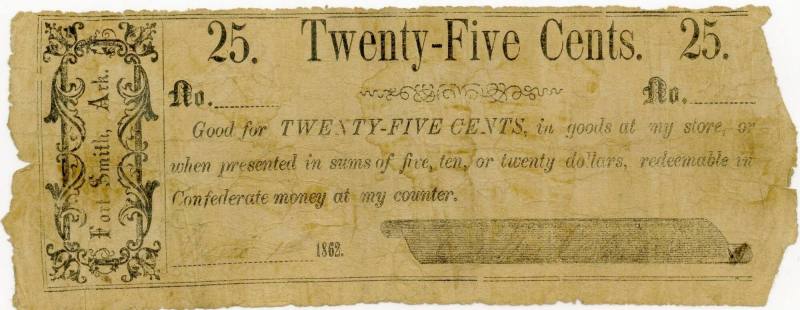 25. Twenty-Five Cents. 25.
No. No.
Good for TWENTY-FIVE CENTS, in goods at my store, or
when presented in sums of five, ten, or twenty dollars, redeemable in
Confederate money at my counter.
1862.
Fort Smith, Ark.